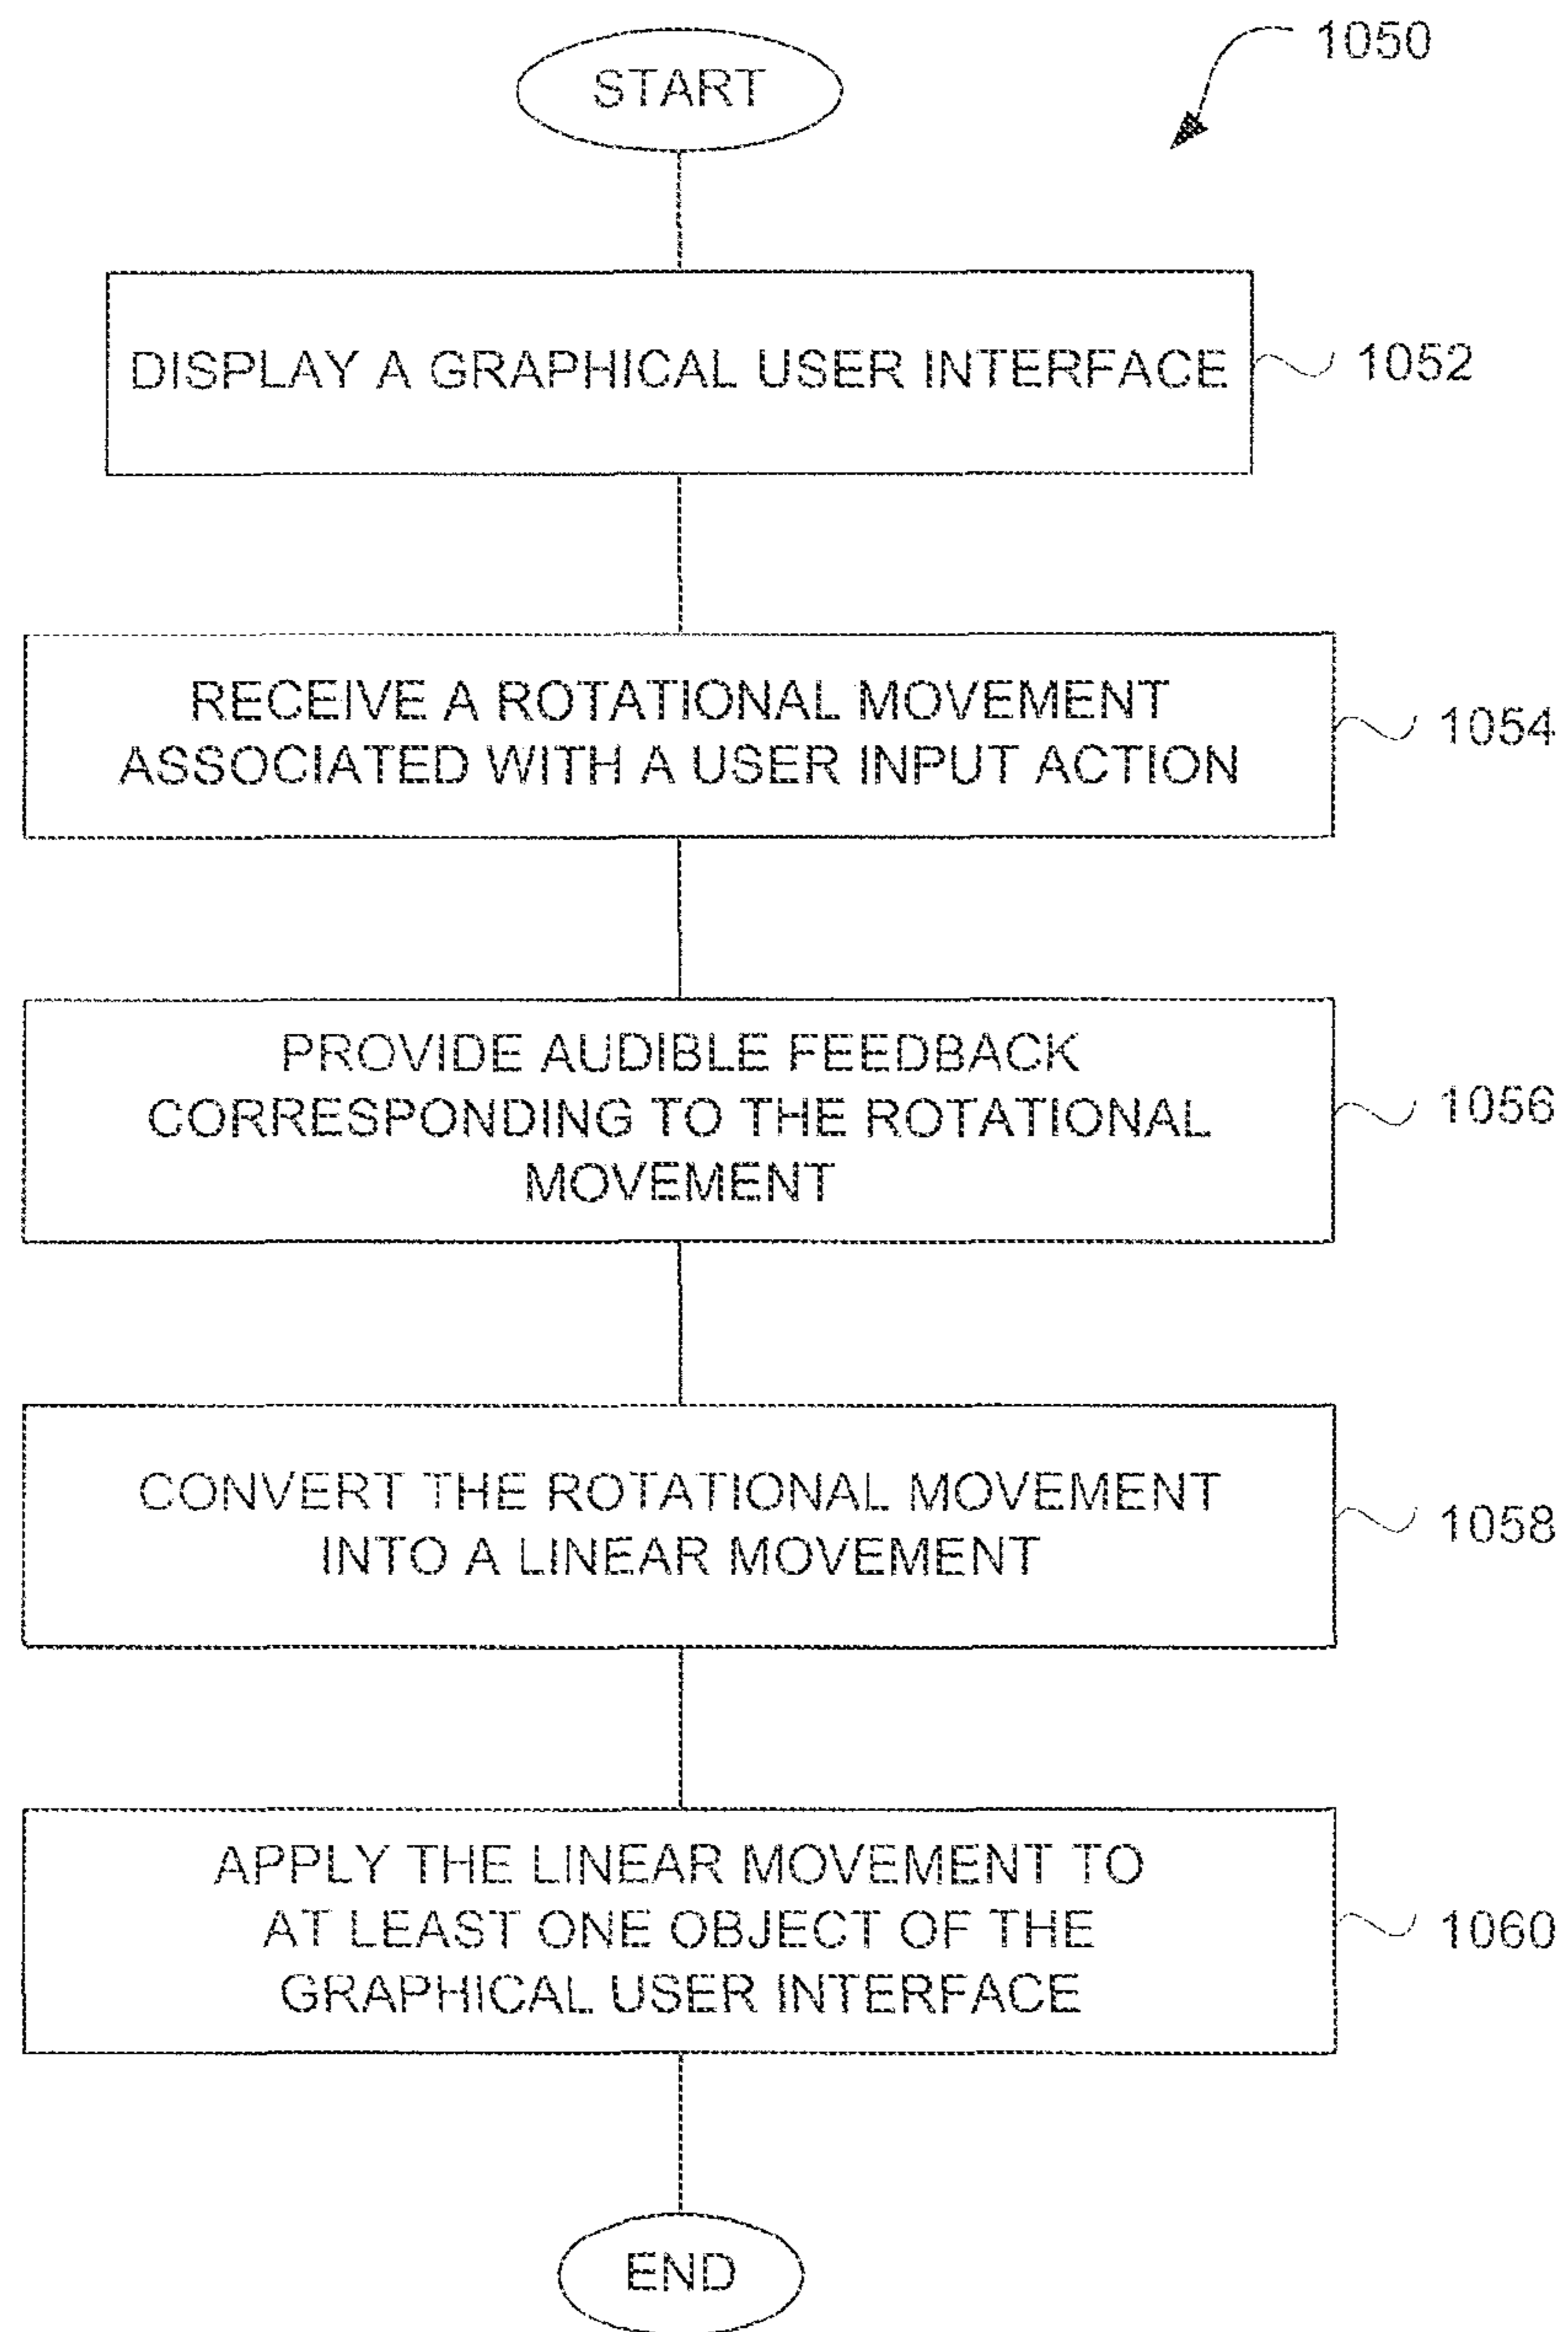 START
1050
DISPLAY A GRAPHICAL USER INTERFACE
1052
RECEIVE A ROTATIONAL MOVEMENT
ASSOCIATED WITH A USER INPUT ACTION
1054
PROVIDE AUDIBLE FEEDBACK
CORRESPONDING TO THE ROTATIONAL
MOVEMENT
1056
CONVERT THE ROTATIONAL MOVEMENT
INTO A LINEAR MOVEMENT
1058
APPLY THE LINEAR MOVEMENT TO
AT LEAST ONE OBJECT OF THE
GRAPHICAL USER INTERFACE
1060
END